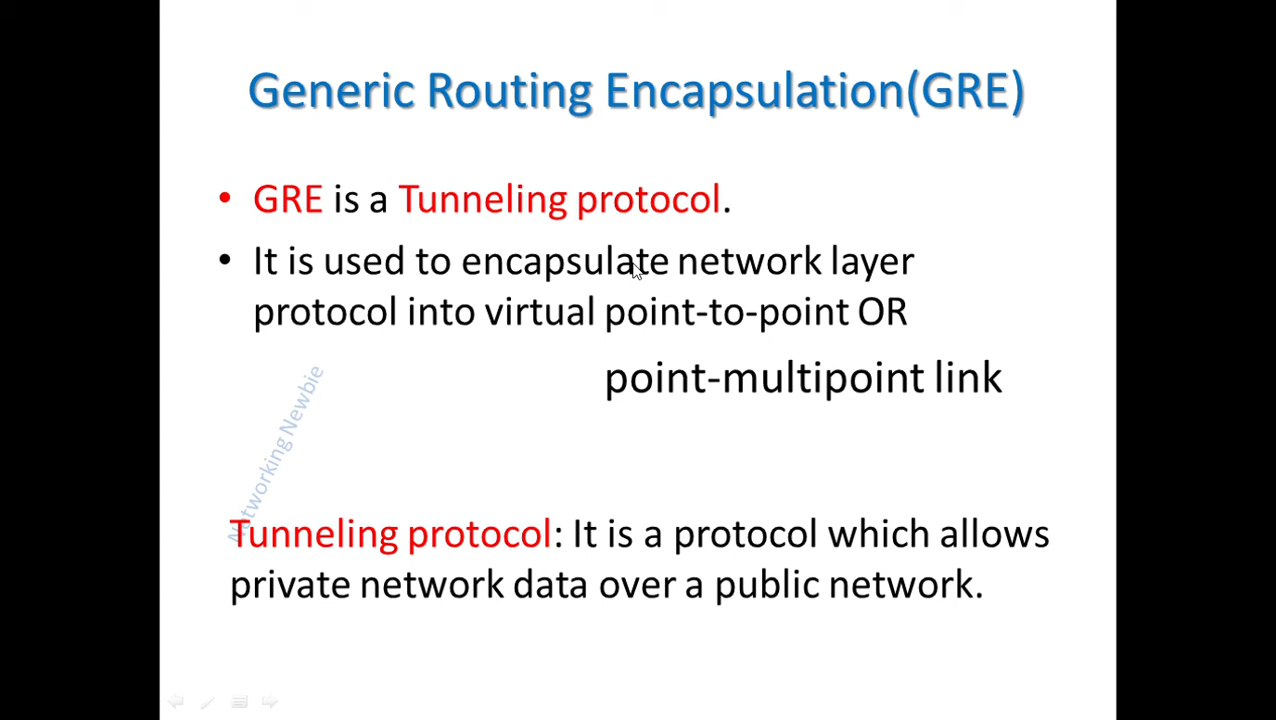 Generic Routing Encapsulation(GRE)
• GRE is a Tunneling protocol.
• It is used to encapsulate network layer
protocol into virtual point-to-point OR
point-multipoint link
Networking Newbie
Tunneling protocol: It is a protocol which allows
private network data over a public network.